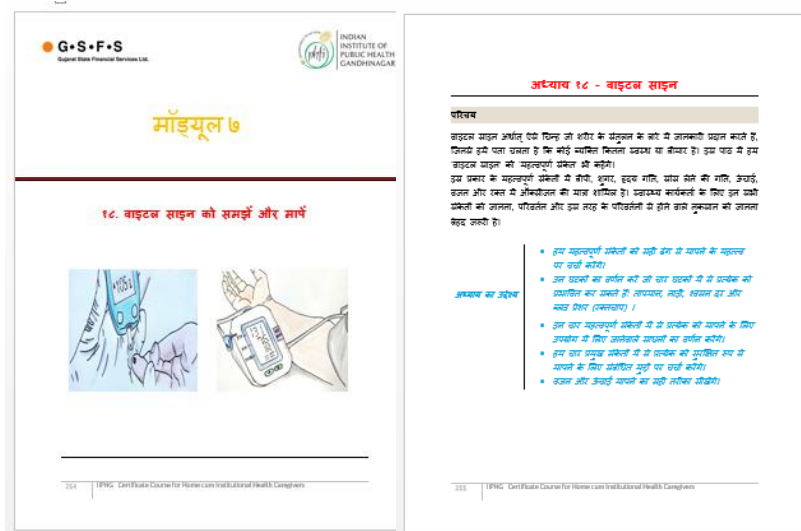 G•S•F•S
Gujarat State Financial Services Ltd.
INDIAN
INSTITUTE OF
PUBLIC HEALTH
GANDHINAGAR
मॉड्यूल ७
१८. वाइटल साइन को समझें और मापें
264 IIPHG Certificate Course for Home cum Institutional Health Caregivers
अध्याय १८ - वाइटल साइन
परिचय
वाइटल साइन अर्थात् ऐसे चिन्ह जो शरीर के संतुलन के बारे में जानकारी प्रदान करते हैं,
जिनसे हमें पता चलता है कि कोई व्यक्ति कितना स्वस्थ या बीमार है। इस पाठ में हम
'वाइटल साइन' को 'महत्वपूर्ण संकेत' भी कहेंगे।
इस प्रकार के महत्वपूर्ण संकेतों में बीपी, शुगर, हृदय गति, सांस लेने की गति, ऊंचाई,
वजन और रक्त में ऑक्सीजन की मात्रा शामिल है। स्वास्थ्य कार्यकर्ता के लिए इन सभी
संकेतों को जानना, परिवर्तन और इस तरह के परिवर्तनों से होने वाले नुकसान को जानना
बेहद जरूरी है।
अध्याय का उद्देश्य
• हम महत्वपूर्ण संकेतों को सही ढंग से मापने के महत्त्व
पर चर्चा करेंगे।
• उन घटकों का वर्णन करें जो चार घटकों में से प्रत्येक को
प्रभावित कर सकते हैं: तापमान, नाड़ी, श्वसन दर और
ब्लड प्रेशर (रक्तचाप) ।
• इन चार महत्वपूर्ण संकेतों में से प्रत्येक को मापने के लिए
उपयोग में लिए जानेवाले साधनों का वर्णन करेंगे।
• हम चार प्रमुख संकेतों में से प्रत्येक को सुरक्षित रूप से
मापने के लिए संबंधित मुद्दों पर चर्चा करेंगे।
• वजन और ऊंचाई मापने का सही तरीका सीखेंगे।
IIPHG Certificate Course for Home cum Institutional Health Caregivers